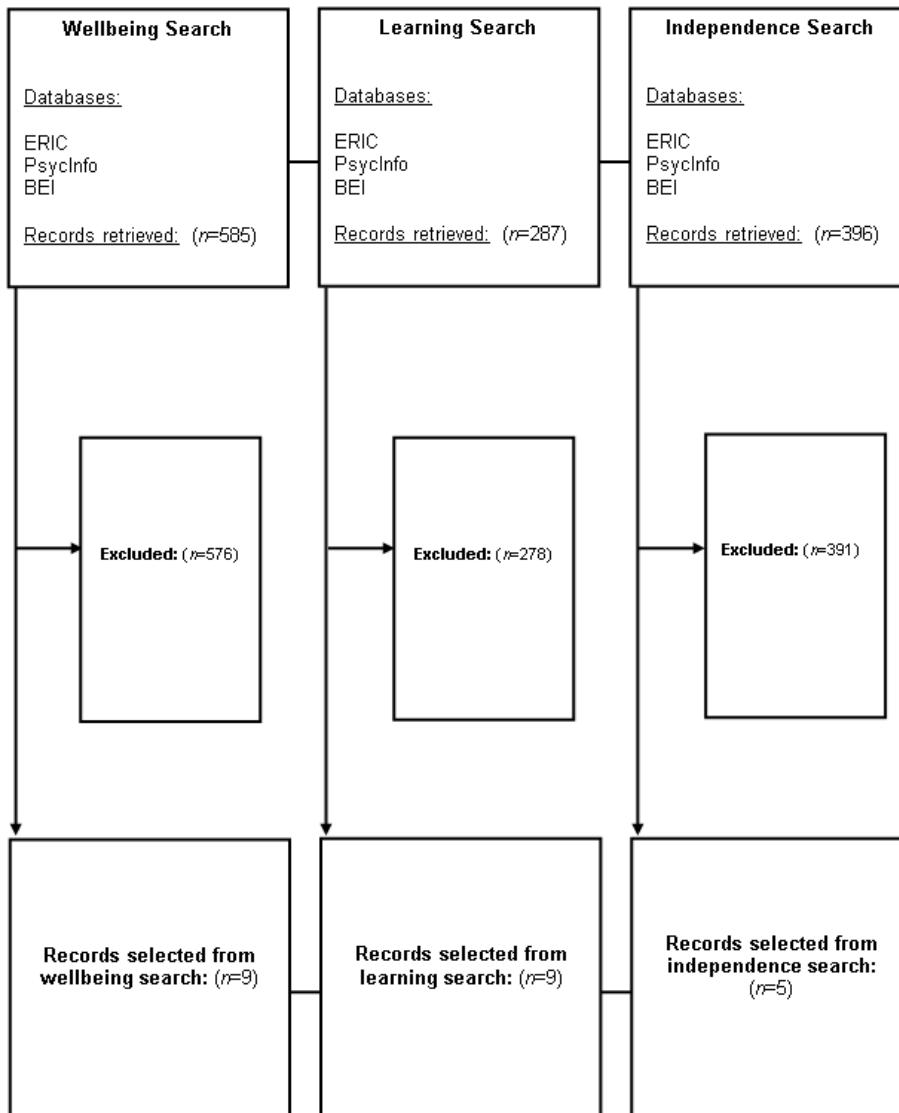 Wellbeing Search
Databases:
ERIC
PsycInfo
BEI
Records retrieved: (n=585)
Learning Search
Databases:
ERIC
PsycInfo
BEI
Records retrieved: (n=287)
Independence Search
Databases:
ERIC
PsycInfo
BEI
Records retrieved: (n=396)
Excluded: (n=576)
Excluded: (n=278)
Excluded: (n=391)
Records selected from
wellbeing search: (n=9)
Records selected from
learning search: (n=9)
Records selected from
independence search:
(n=5)